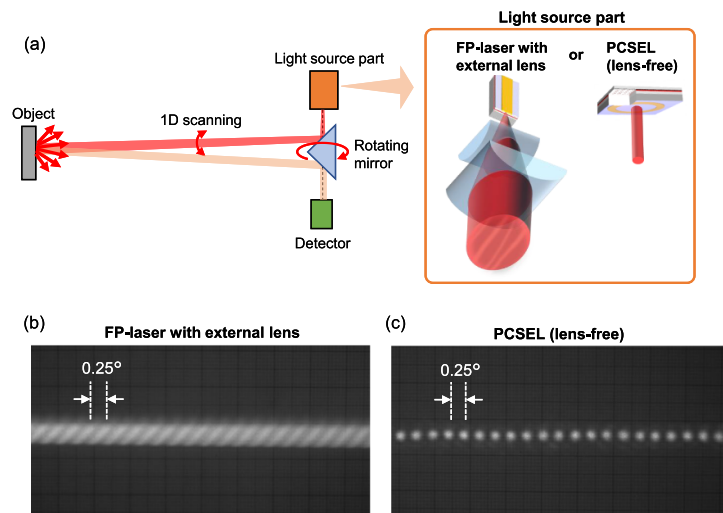 Light source part
(a)
FP-laser with
external lens
or
PCSEL
(lens-free)
Light source part
Object
1D scanning
Rotating
mirror
Detector
(b)
FP-laser with external lens
0.25°
(c)
PCSEL (lens-free)
0.25°